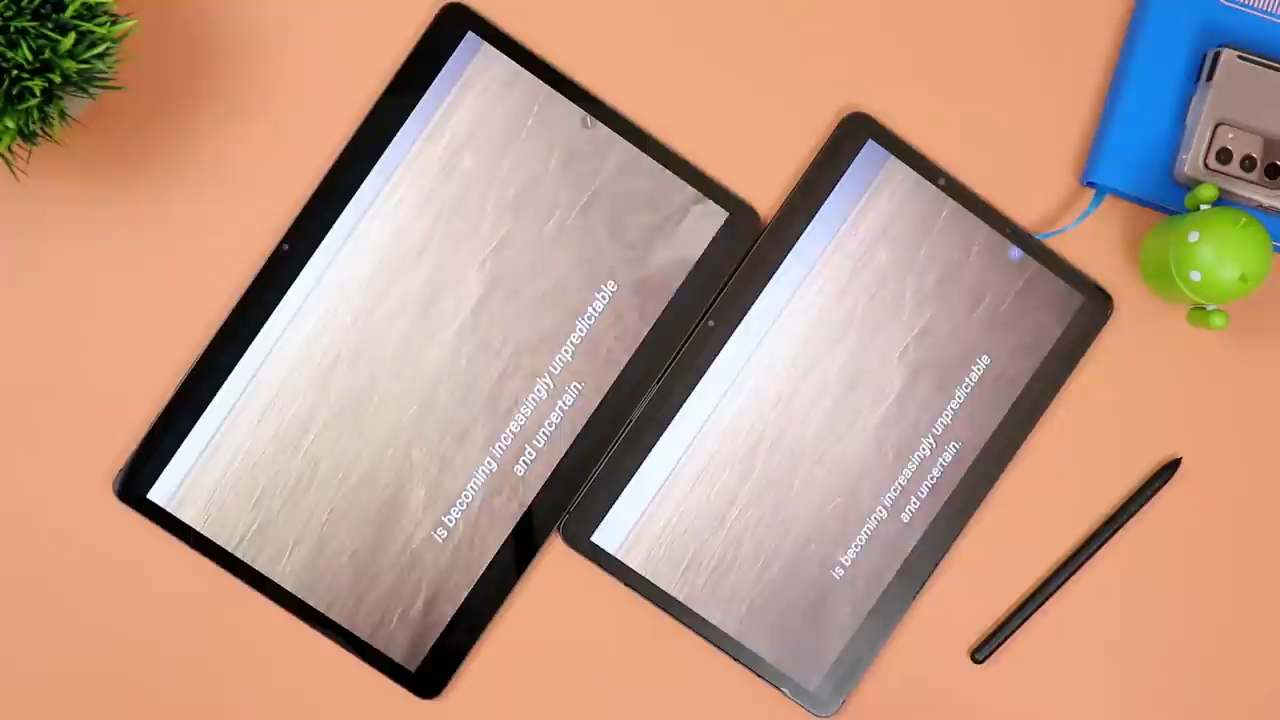 is becoming increasingly unpredictable
and uncertain.
is becoming increasingly unpredictable
and uncertain.